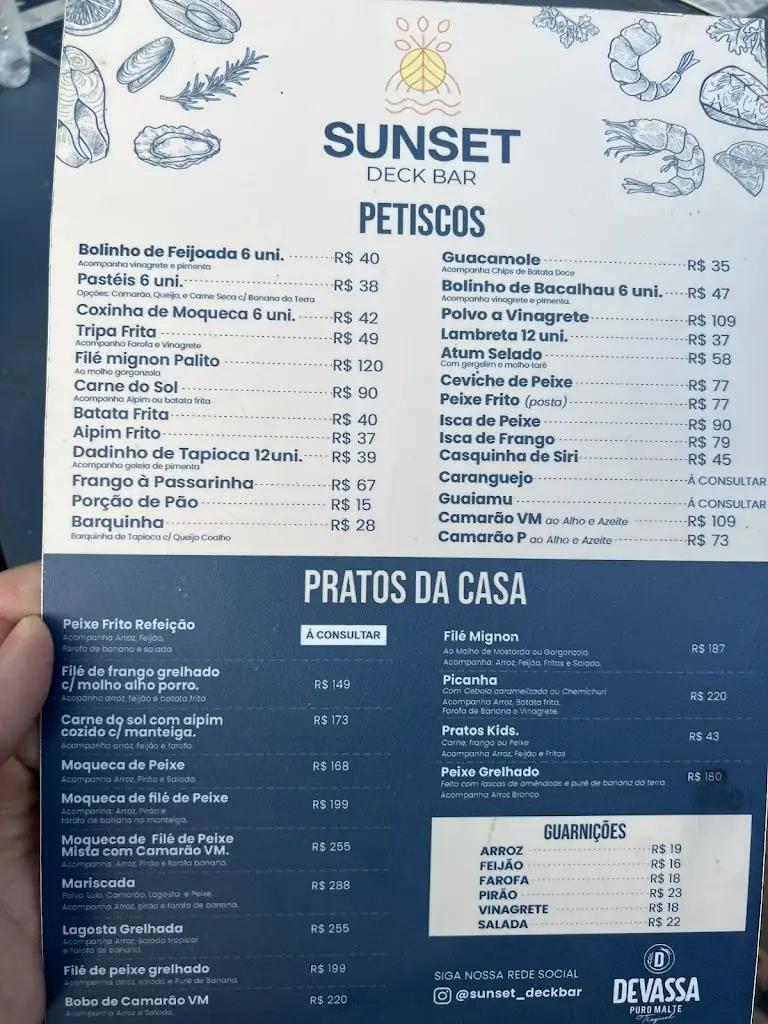 SUNSET
DECK BAR
PETISCOS
Bolinho de Feijoada 6 uni. R$ 40
Acompanha vinagrete e pimenta
Pastéis 6 uni. R$ 38
Opções: Camarão, Queijo, e Carne Seca c/ Banana da Terra
Coxinha de Moqueca 6 uni. R$ 42
Tripa Frita R$ 49
Acompanha Farofa e Vinagrete
Filé mignon Palito R$ 120
Ao molho gorgonzola
Carne do Sol R$ 90
Acompanha Aipim ou batata frita
Batata Frita R$ 40
Aipim Frito R$ 37
Dadinho de Tapioca 12uni. R$ 39
Acompanha geleia de pimenta
Frango à Passarinha R$ 67
Porção de Pão R$ 15
Barquinha R$ 28
Barquinha de Tapioca c/ Queijo Coalho
Guacamole R$ 35
Acompanha Chips de Batata Doce
Bolinho de Bacalhau 6 uni. R$ 47
Acompanha vinagrete e pimenta.
Polvo a Vinagrete R$ 109
Lambreta 12 uni. R$ 37
Atum Selado R$ 58
Com gergelim e molho tarê
Ceviche de Peixe R$ 77
Peixe Frito (posta) R$ 77
Isca de Peixe R$ 90
Isca de Frango R$ 79
Casquinha de Siri R$ 45
Caranguejo Á CONSULTAR
Guaiamu Á CONSULTAR
Camarão VM ao Alho e Azeite R$ 109
Camarão P ao Alho e Azeite R$ 73
PRATOS DA CASA
Peixe Frito Refeição Á CONSULTAR
Acompanha Arroz, Feijão,
Farofa de banana e salada
Filé de frango grelhado
c/ molho alho porro. R$ 149
Acopanha arroz, feijão e batata frita
Carne do sol com aipim R$ 173
cozido c/ manteiga.
Acompanha arroz, feijão e farofa.
Moqueca de Peixe R$ 168
Acompanha Arroz, Pirão e Salada.
Moqueca de filé de Peixe R$ 199
Acompanha: Arroz, Pirão e
farofa de banana na manteiga.
Moqueca de Filé de Peixe
Mista com Camarão VM. R$ 255
Acompanha: Arroz, Pirão e farofa banana.
Mariscada R$ 288
Polvo, Lula, Camarão, Lagosta e Peixe.
Acompanha: Arroz, pirão e farofa de banana.
Lagosta Grelhada R$ 255
Acompanha Arroz, Salada tropical
e Farofa de banana.
Filé de peixe grelhado R$ 199
Acompanha arroz, salada e Purê de Banana.
Bobo de Camarão VM R$ 220
Acompanha Arroz e Salada.
Filé Mignon R$ 187
Ao Molho de Mostarda ou Gorgonzola
Acompanha: Arroz, Feijão, Fritas e Salada.
Picanha R$ 220
Com Cebola caramelizada ou Chemichuri
Acompanha Arroz, Batata frita,
Farofa de Banana e Vinagrete.
Pratos Kids. R$ 43
Carne, frango ou Peixe
Acompanha Arroz, Feijão e Fritas
Peixe Grelhado R$ 180
Feito com lascas de amêndoas e purê de banana da terra
Acompanha Arroz Branco
GUARNIÇÕES
ARROZ R$ 19
FEIJÃO R$ 16
FAROFA R$ 18
PIRÃO R$ 23
VINAGRETE R$ 18
SALADA R$ 22
SIGA NOSSA REDE SOCIAL
@sunset_deckbar
D
DEVASSA
PURO MALTE
Tropical